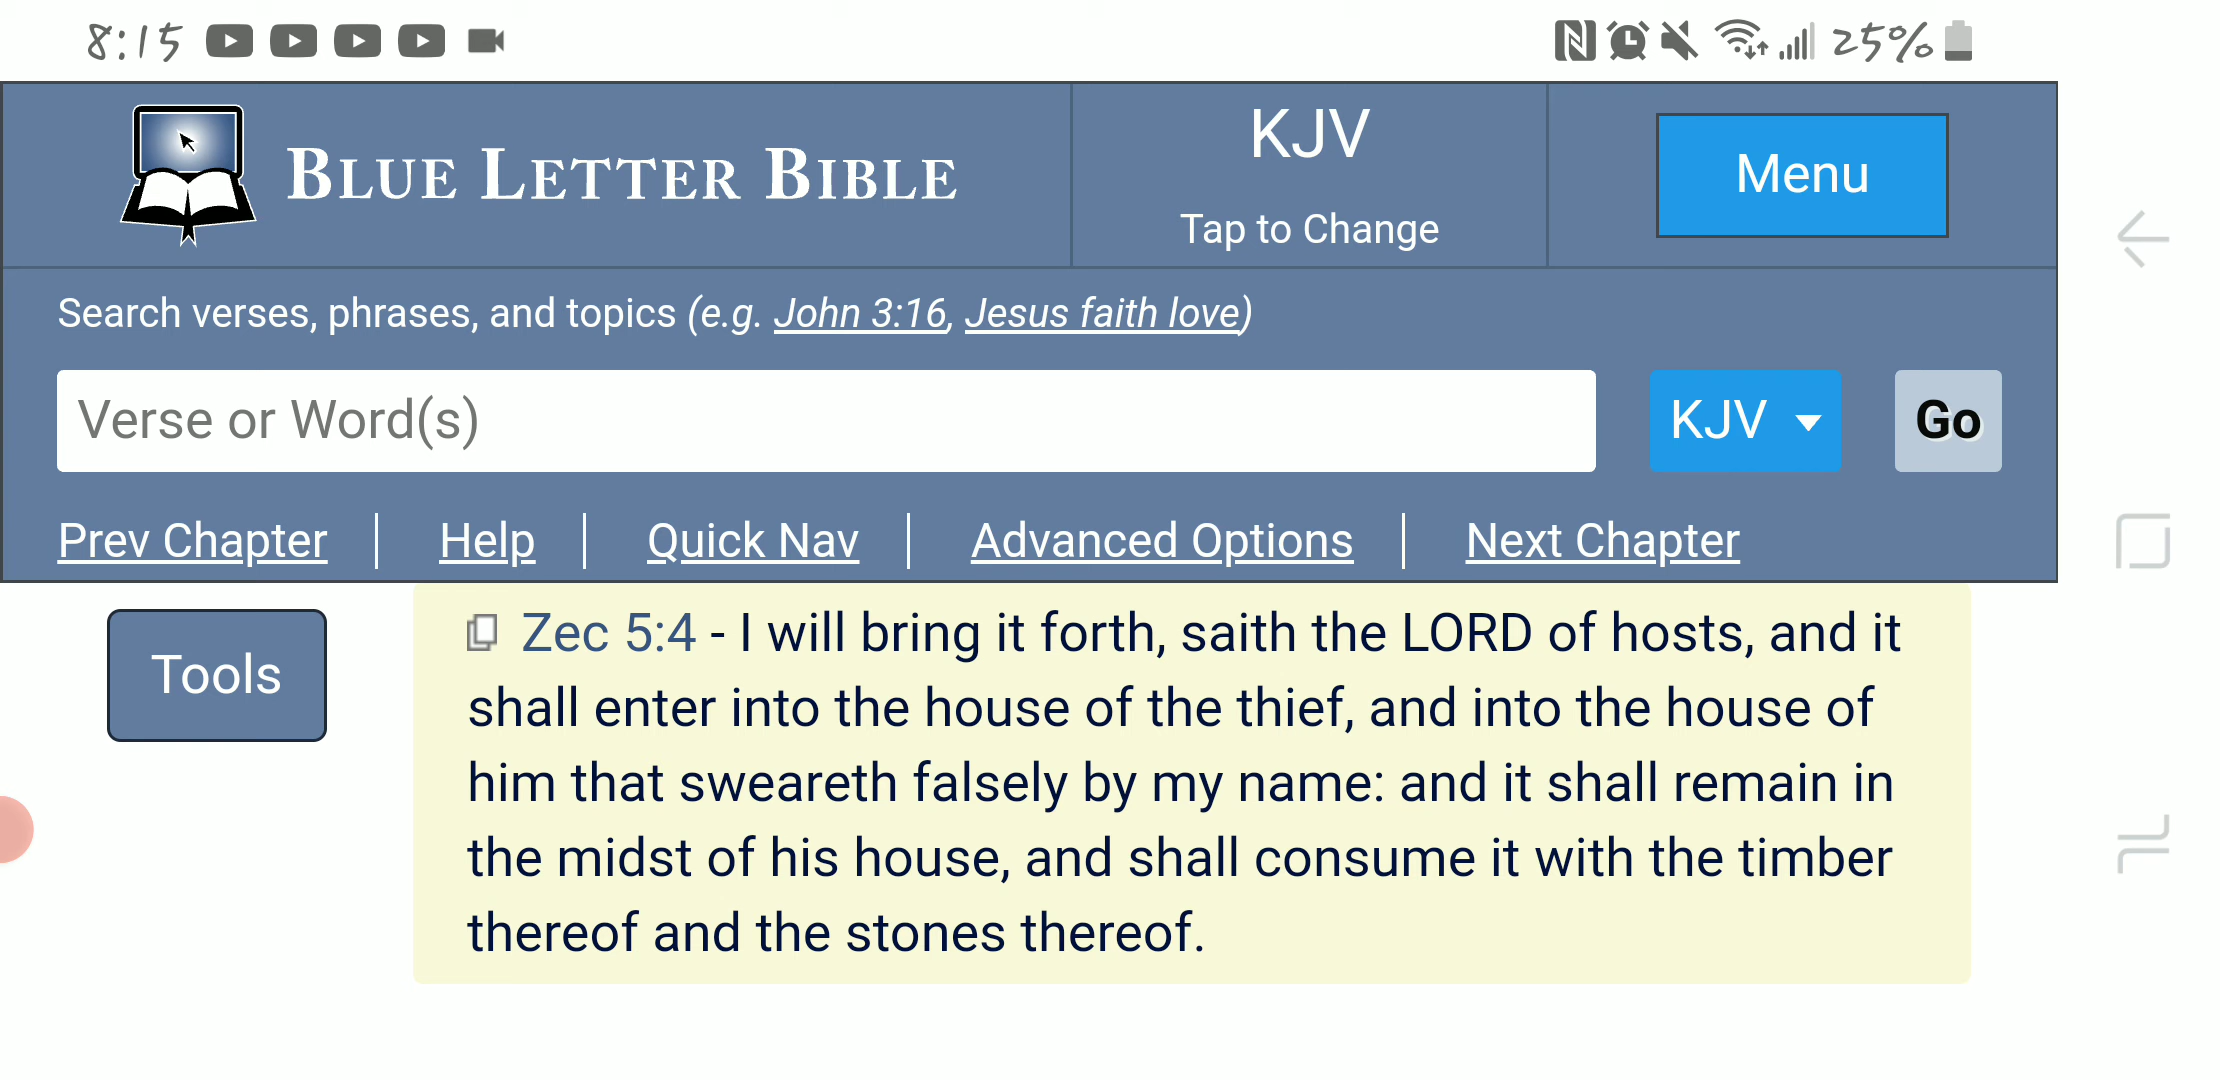 8:15 25%
BLUE LETTER BIBLE
KJV
Tap to Change
Menu
Search verses, phrases, and topics (e.g. John 3:16, Jesus faith love)
Verse or Word(s) KJV Go
Prev Chapter | Help | Quick Nav | Advanced Options | Next Chapter
Tools
Zec 5:4 - I will bring it forth, saith the LORD of hosts, and it
shall enter into the house of the thief, and into the house of
him that sweareth falsely by my name: and it shall remain in
the midst of his house, and shall consume it with the timber
thereof and the stones thereof.